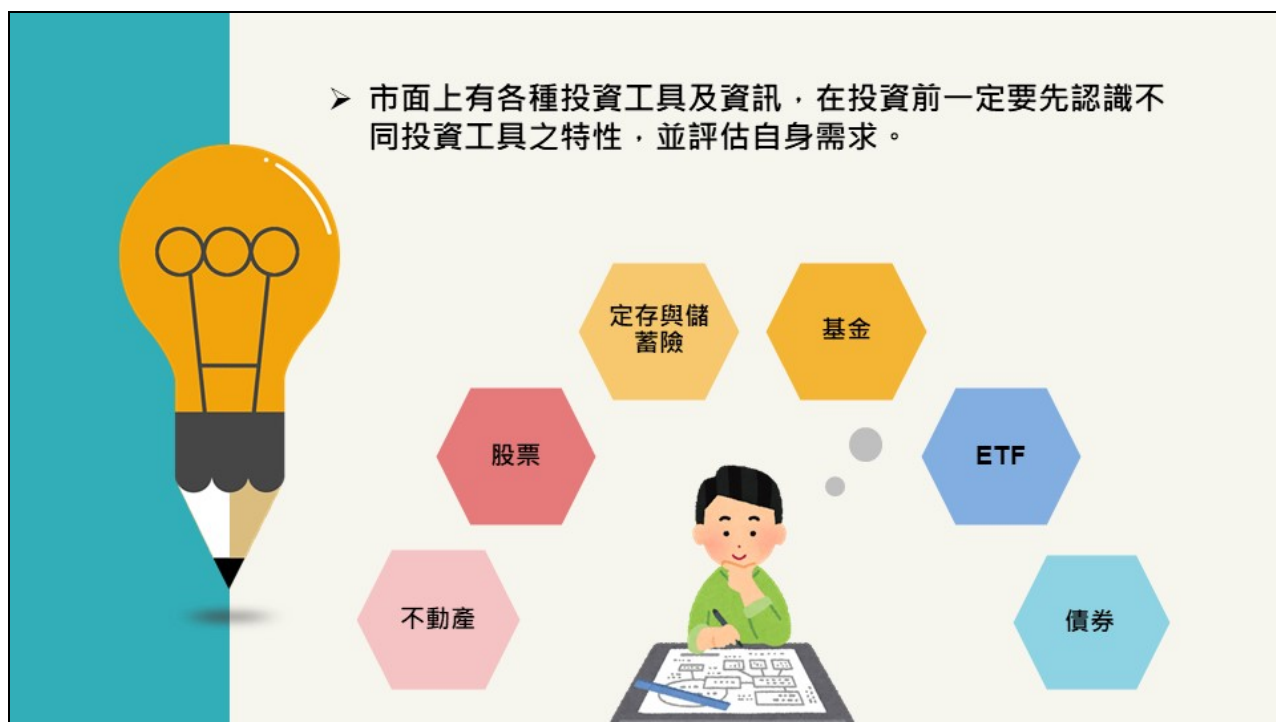 ➢ 市面上有各種投資工具及資訊，在投資前一定要先認識不
同投資工具之特性，並評估自身需求。
定存與儲
蓄險
基金
股票
ETF
不動產
債券